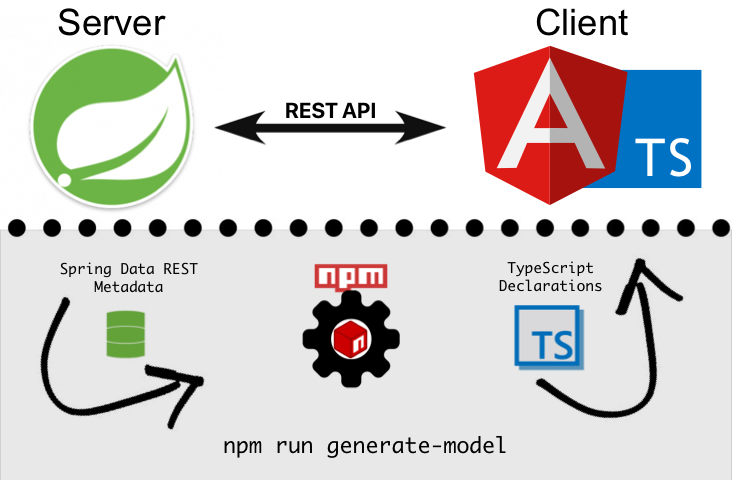 Server
Client
REST API
TS
Spring Data REST
Metadata
npm
TypeScript
Declarations
n
TS
npm run generate-model